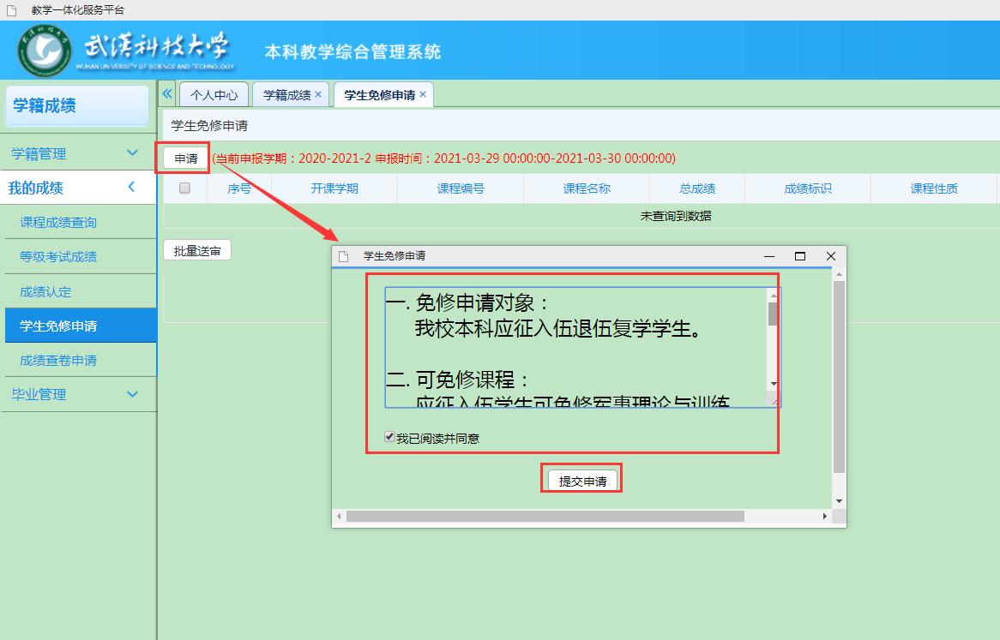 教学一体化服务平台
武汉科技大学
WUHAN UNIVERSITY OF SCIENCE AND TECHNOLOGY
本科教学综合管理系统
学籍成绩
个人中心
学籍成绩
学生免修申请
学生免修申请
学籍管理
申请
(当前申报学期：2020-2021-2 申报时间：2021-03-29 00:00:00-2021-03-30 00:00:00)
我的成绩
序号 开课学期 课程编号 课程名称 总成绩 成绩标识 课程性质
未查询到数据
课程成绩查询
等级考试成绩
成绩认定
学生免修申请
成绩查卷申请
毕业管理
批量送审
学生免修申请
一. 免修申请对象：
我校本科应征入伍退伍复学学生。
二. 可免修课程：
应征入伍学生可免修军事理论与训练
我已阅读并同意
提交申请